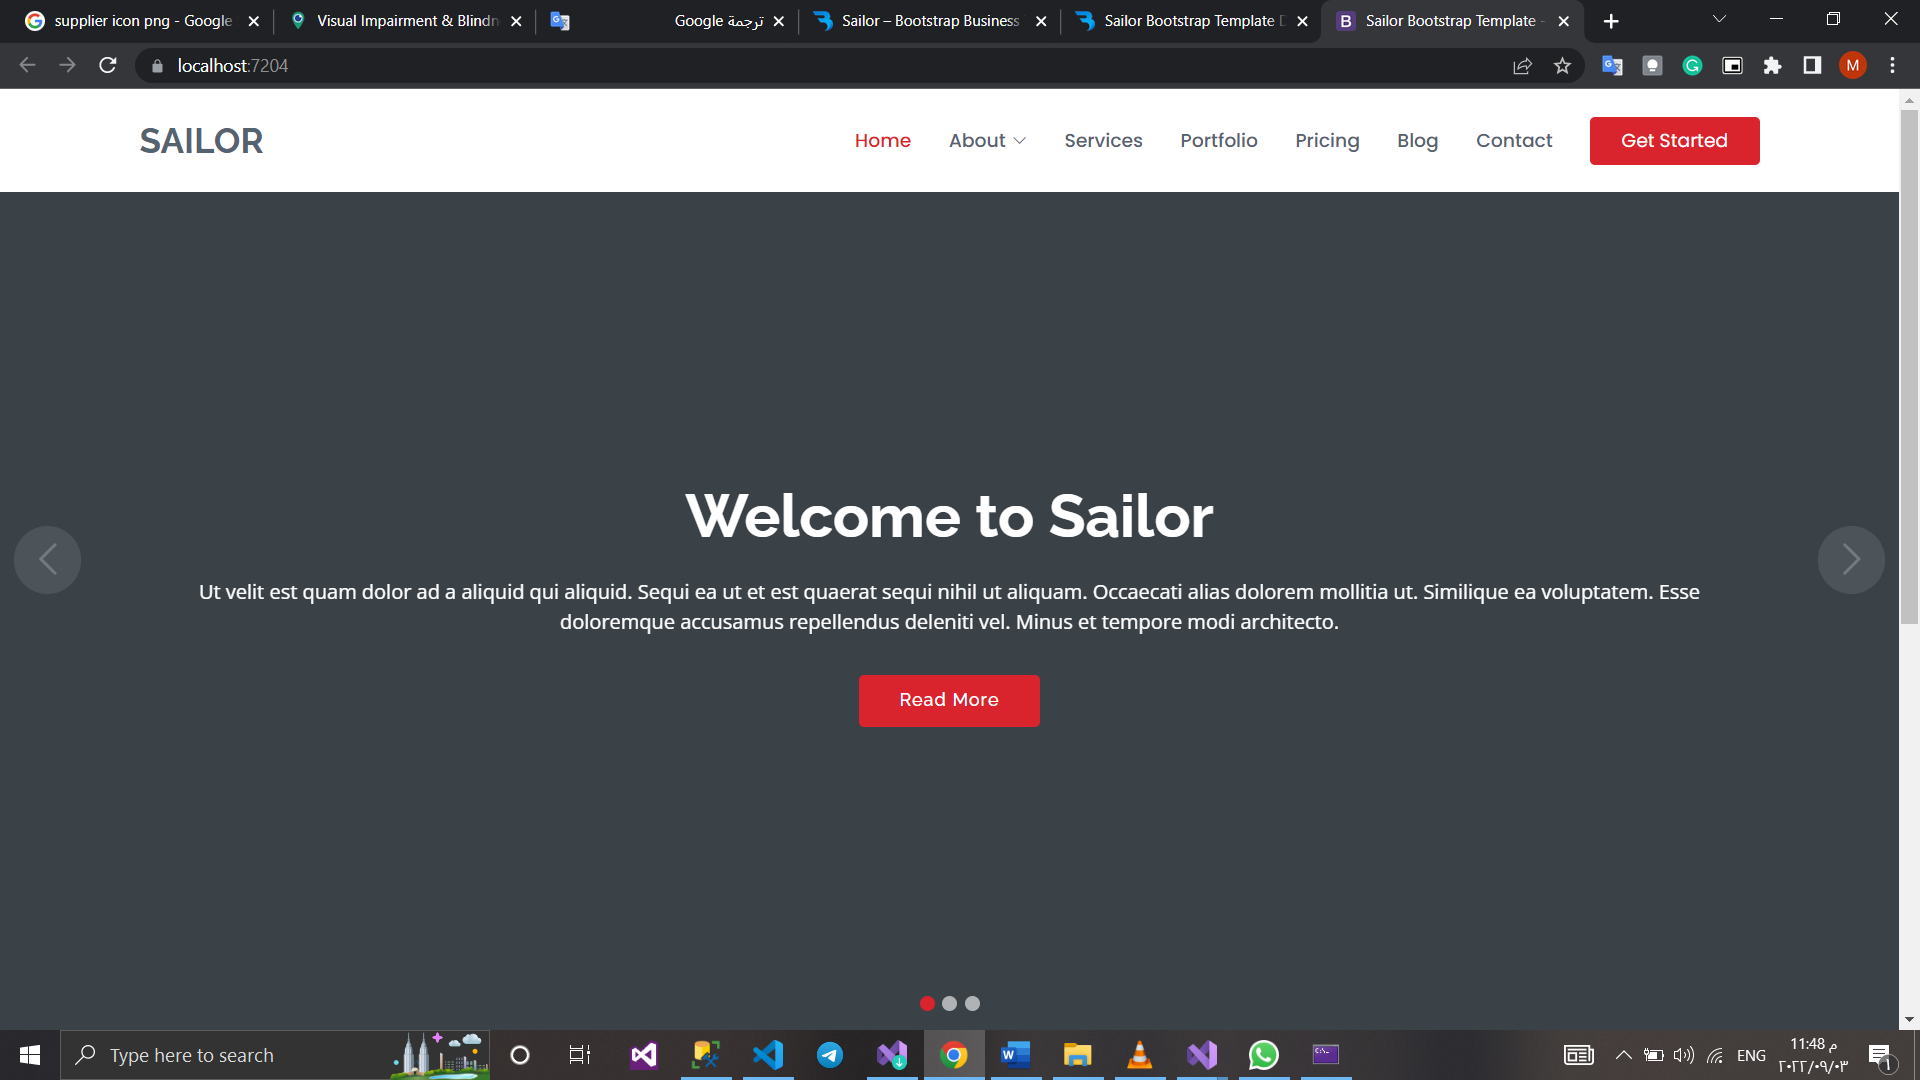 supplier icon png - Google
Visual Impairment & Blindn
ترجمة Google
Sailor – Bootstrap Business
Sailor Bootstrap Template D
Sailor Bootstrap Template -
localhost:7204
M
SAILOR
Home
About
Services
Portfolio
Pricing
Blog
Contact
Get Started
Welcome to Sailor
Ut velit est quam dolor ad a aliquid qui aliquid. Sequi ea ut et est quaerat sequi nihil ut aliquam. Occaecati alias dolorem mollitia ut. Similique ea voluptatem. Esse
doloremque accusamus repellendus deleniti vel. Minus et tempore modi architecto.
Read More
Type here to search
ENG
11:48 م
٢٠٢٢/٠٩/٠٣
١